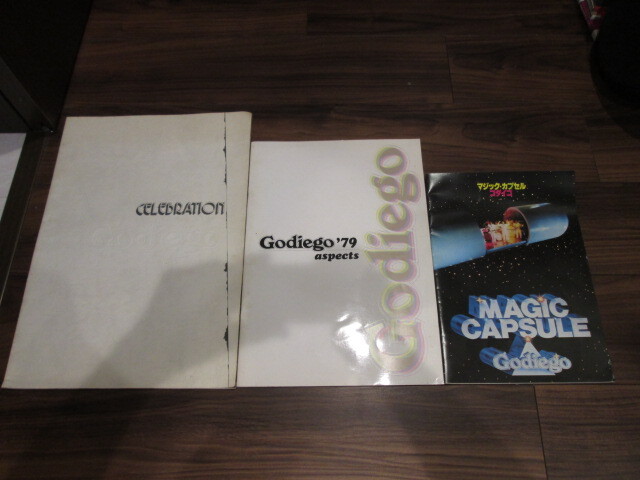 CELEBRATION
Godiego '79
aspects
Godiego
マジック・カプセル
ゴダイゴ
MAGIC
CAPSULE
Godiego